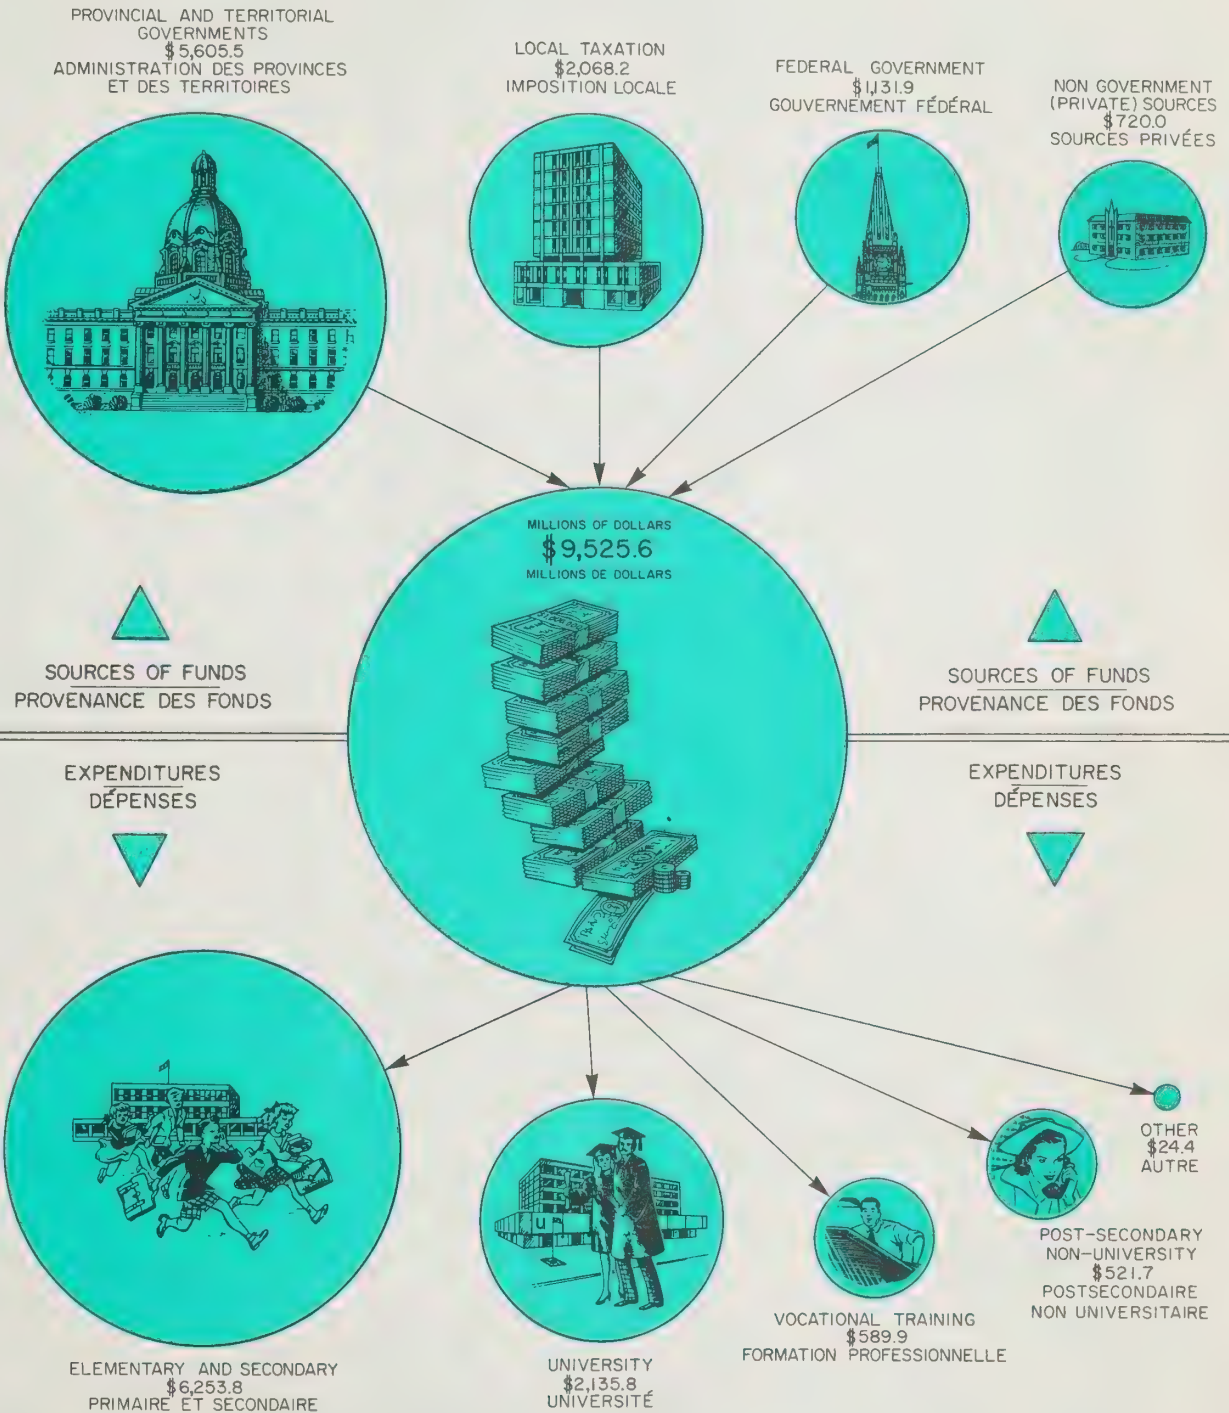 PROVINCIAL AND TERRITORIAL
GOVERNMENTS
$5,605.5
ADMINISTRATION DES PROVINCES
ET DES TERRITOIRES
LOCAL TAXATION
$2,068.2
IMPOSITION LOCALE
FEDERAL GOVERNMENT
$1,131.9
GOUVERNEMENT FÉDÉRAL
NON GOVERNMENT
(PRIVATE) SOURCES
$720.0
SOURCES PRIVÉES
MILLIONS OF DOLLARS
$9,525.6
MILLIONS DE DOLLARS
SOURCES OF FUNDS
PROVENANCE DES FONDS
SOURCES OF FUNDS
PROVENANCE DES FONDS
EXPENDITURES
DÉPENSES
EXPENDITURES
DÉPENSES
ELEMENTARY AND SECONDARY
$6,253.8
PRIMAIRE ET SECONDAIRE
U
UNIVERSITY
$2,135.8
UNIVERSITÉ
VOCATIONAL TRAINING
$589.9
FORMATION PROFESSIONNELLE
POST-SECONDARY
NON-UNIVERSITY
$521.7
POSTSECONDAIRE
NON UNIVERSITAIRE
OTHER
$24.4
AUTRE